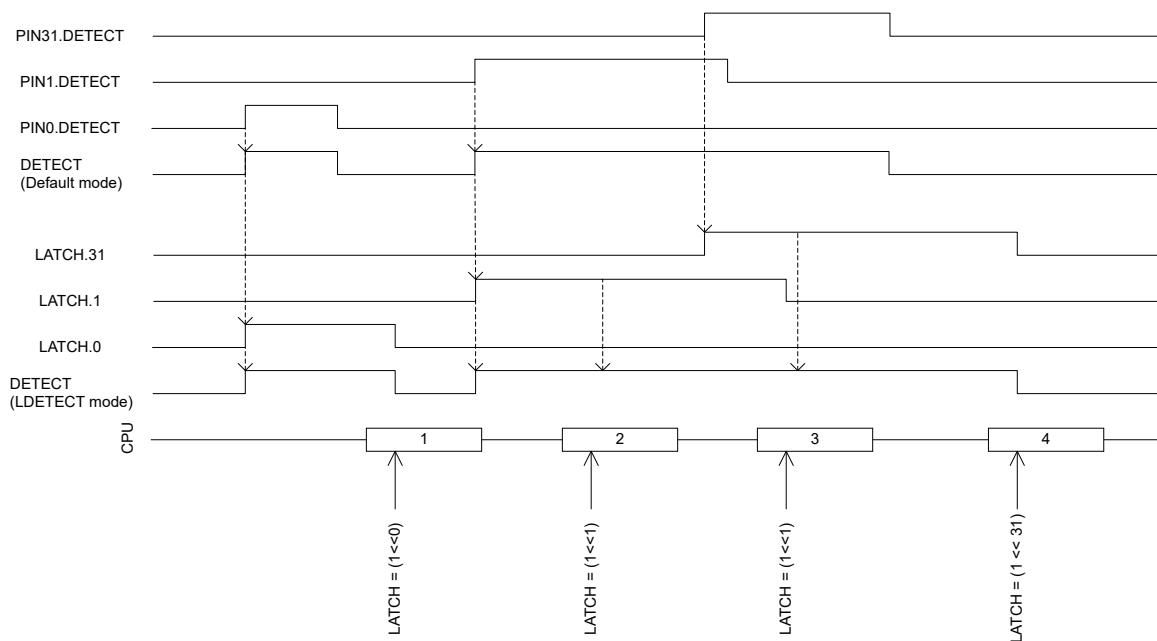 PIN31.DETECT
PIN1.DETECT
PIN0.DETECT
DETECT
(Default mode)
LATCH.31
LATCH.1
LATCH.0
DETECT
(LDETECT mode)
CPU
1
2
3
4
LATCH = (1<<0)
LATCH = (1<<1)
LATCH = (1<<1)
LATCH = (1 << 31)